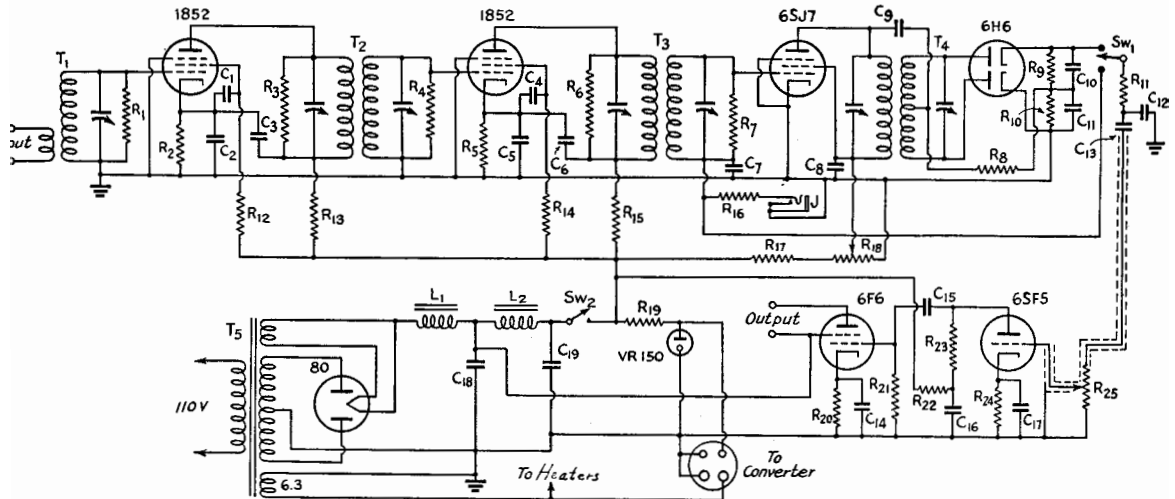 1852
1852
6SJ7
C9
6H6
T1
T2
T3
T4
Sw1
C1
R1
R2
C2
C3
R3
R4
C4
R5
C5
C6
R6
R7
C7
C8
R9
C10
R10
C11
R11
C12
C13
R8
out
R12
R13
R14
R15
R16
J
R17
R18
L1
L2
Sw2
R19
T5
80
C18
C19
VR 150
Output
6F6
C15
6SF5
R23
110V
R21
R22
R20
C14
C16
R24
C17
R25
6.3
To Heaters
To
Converter